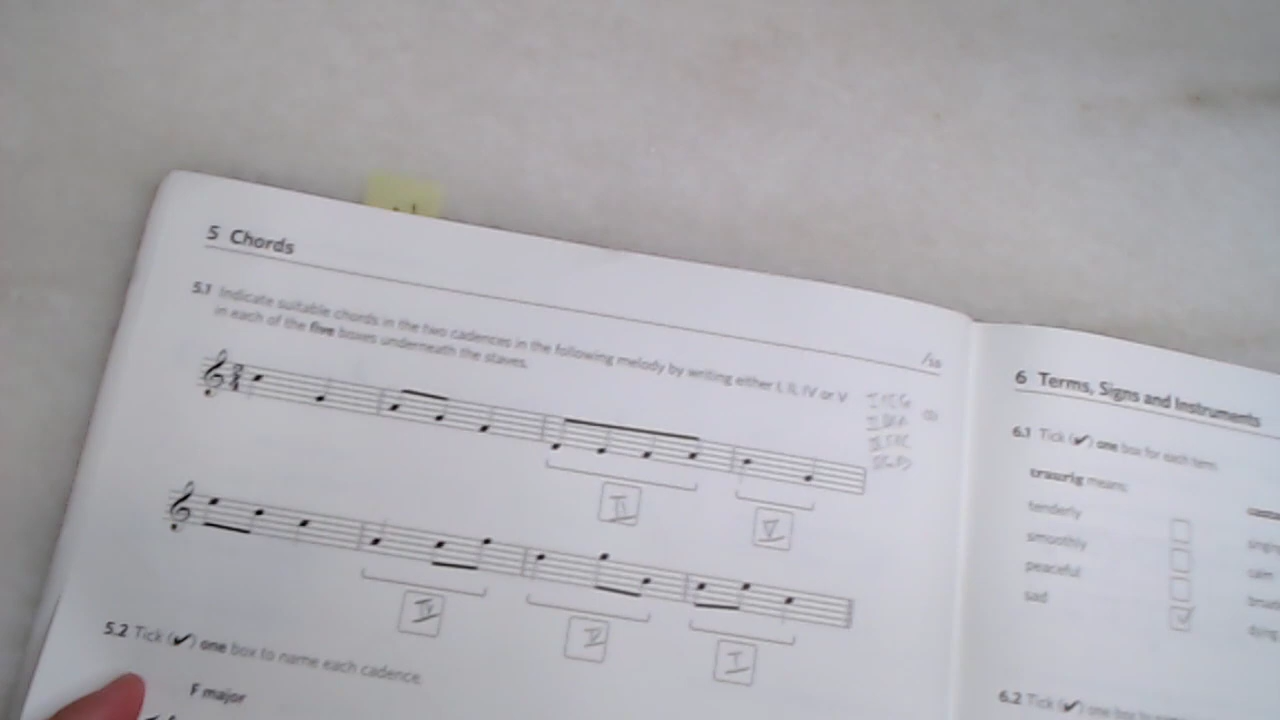 5 Chords
5.1 Indicate suitable chords in the two cadences in the following melody by writing either I, II, IV or V
in each of the five boxes underneath the staves.
/10
II
V
IV
V
I
5.2 Tick (✔) one box to name each cadence.
F major
6 Terms, Signs and Instruments
6.1 Tick (✔) one box for each term.
traurig means:
tenderly
smoothly
peaceful
sad
6.2 Tick (✔) one box